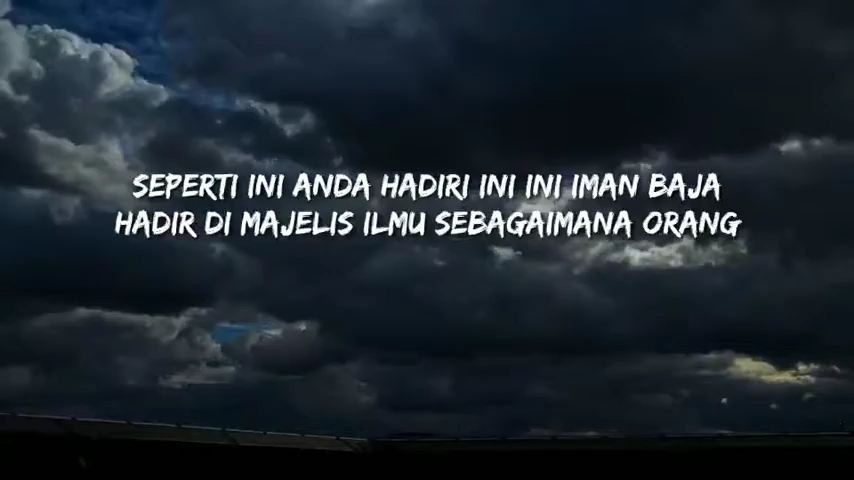 SEPERTI INI ANDA HADIRI INI INI IMAN BAJA
HADIR DI MAJELIS ILMU SEBAGAIMANA ORANG